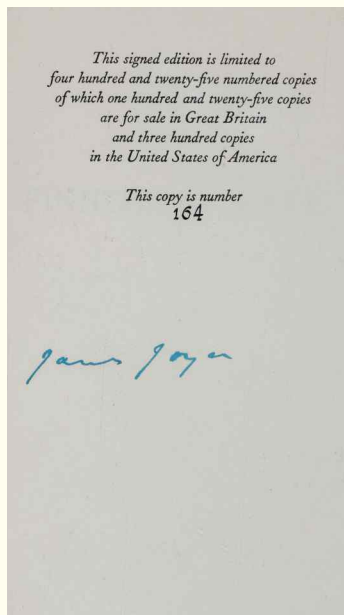 This signed edition is limited to
four hundred and twenty-five numbered copies
of which one hundred and twenty-five copies
are for sale in Great Britain
and three hundred copies
in the United States of America
This copy is number
164
James Joyce